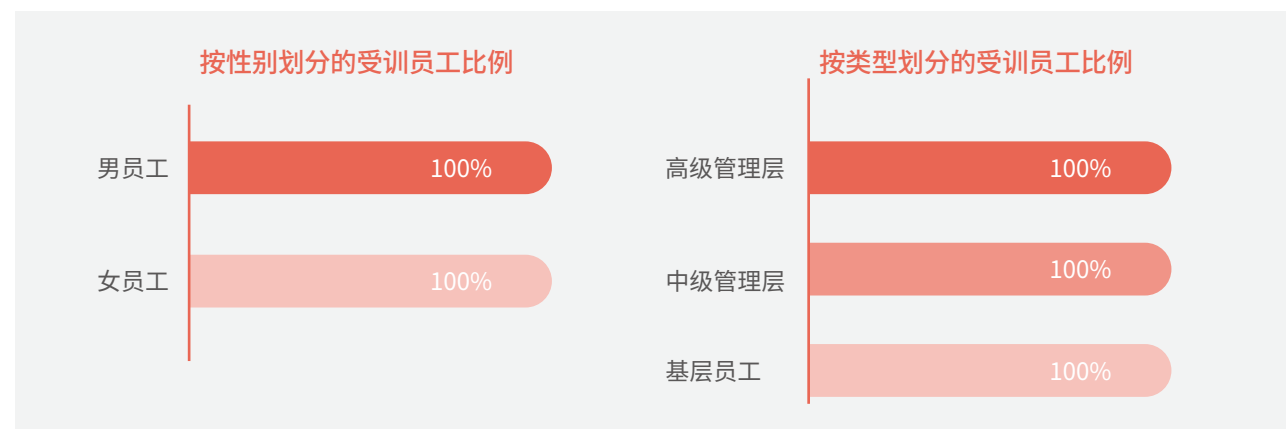 按性别划分的受训员工比例
男员工
100%
女员工
100%
按类型划分的受训员工比例
高级管理层
100%
中级管理层
100%
基层员工
100%